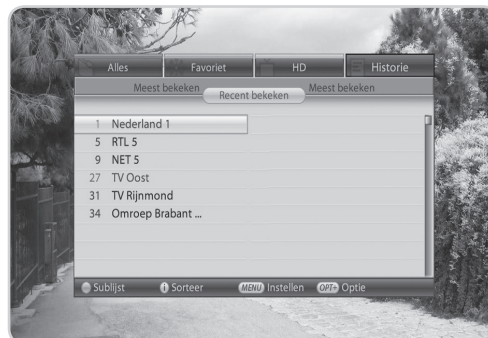 Alles Favoriet HD Historie
Meest bekeken Recent bekeken Meest bekeken
1 Nederland 1
5 RTL 5
9 NET 5
27 TV Oost
31 TV Rijnmond
34 Omroep Brabant ...
Sublijst i Sorteer MENU Instellen OPT+ Optie